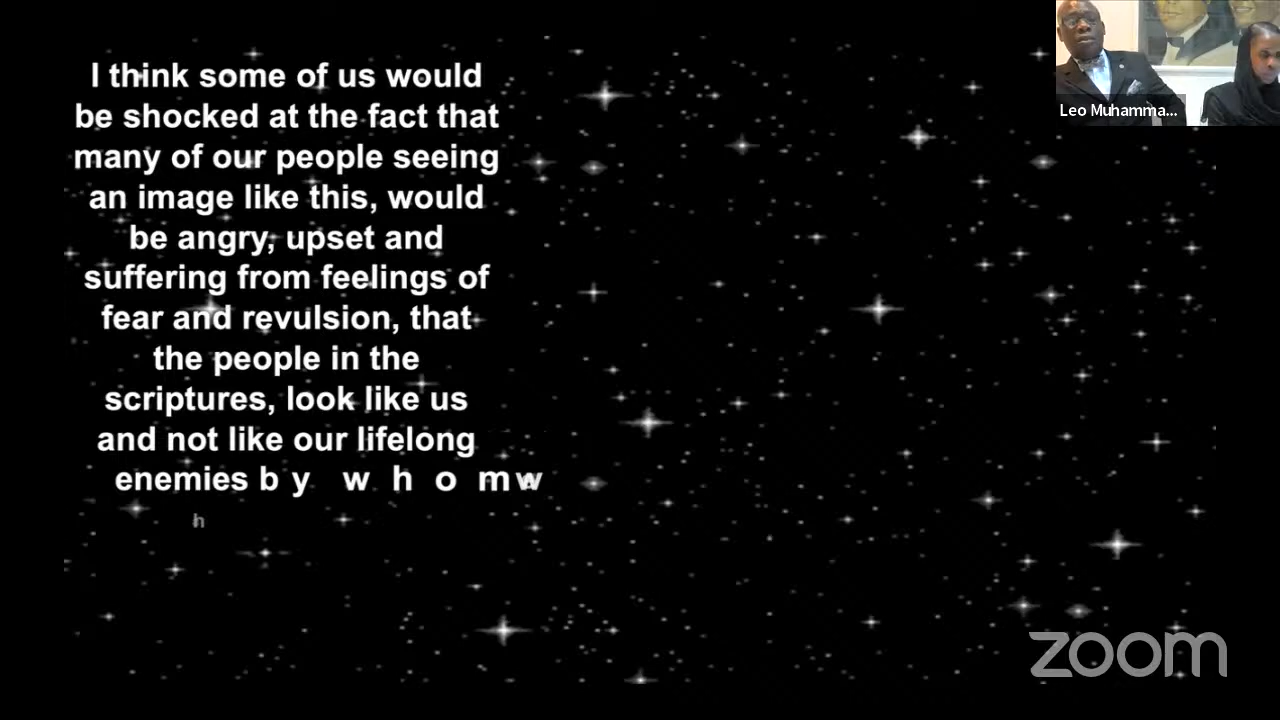 I think some of us would
be shocked at the fact that
many of our people seeing
an image like this, would
be angry, upset and
suffering from feelings of
fear and revulsion, that
the people in the
scriptures, look like us
and not like our lifelong
enemies by whom w
h
Leo Muhamma...
zoom